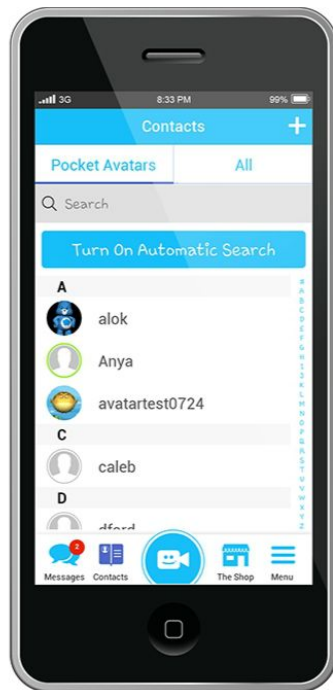 3G 8:33 PM 99%
Contacts +
Pocket Avatars All
Search
Turn On Automatic Search
A
alok
Anya
avatartest0724
C
caleb
D
dford
#
A
B
C
D
E
F
G
H
I
J
K
L
M
N
O
P
Q
R
S
T
U
V
W
X
Y
Z
2
Messages Contacts The Shop Menu